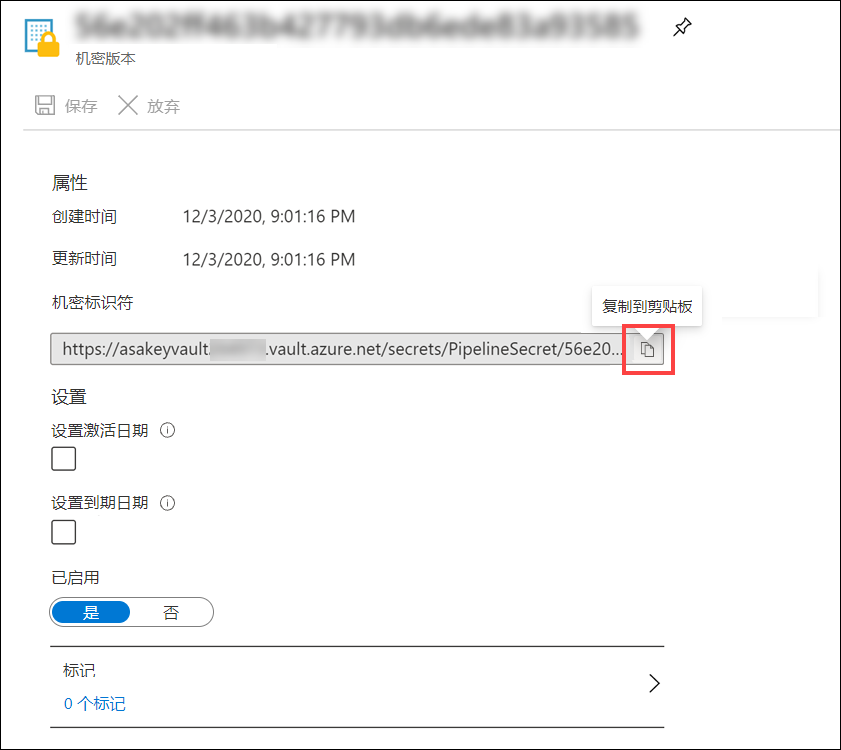 机密版本
保存 放弃
属性
创建时间 12/3/2020, 9:01:16 PM
更新时间 12/3/2020, 9:01:16 PM
机密标识符
复制到剪贴板
https://asakeyvault. .vault.azure.net/secrets/PipelineSecret/56e20...
设置
设置激活日期
设置到期日期
已启用
是 否
标记
0 个标记